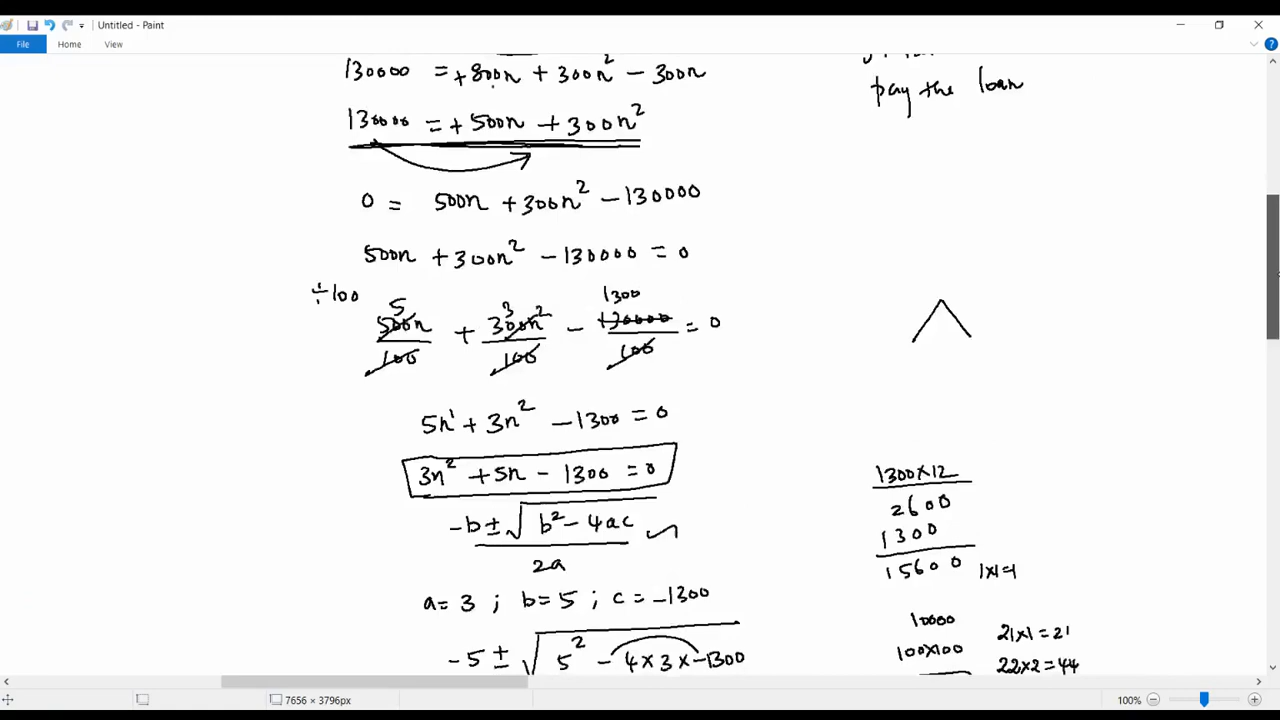 Untitled - Paint
File Home View
130000 = +800n + 300n² - 300n
pay the loan
130000 = +500n + 300n²
0 = 500n + 300n² - 130000
500n + 300n² - 130000 = 0
÷100
5 3 1300
500n/100 + 300n²/100 - 130000/100 = 0
5n¹ + 3n² - 1300 = 0
3n² + 5n - 1300 = 0
1300×12
2600
1300
15600 1×1=1
-b ± √b² - 4ac
2a
a = 3 ; b = 5 ; c = -1300
10000
100×100
21×1 = 21
22×2 = 44
-5 ± √5² - 4×3×-1300
7656 × 3796px
100%